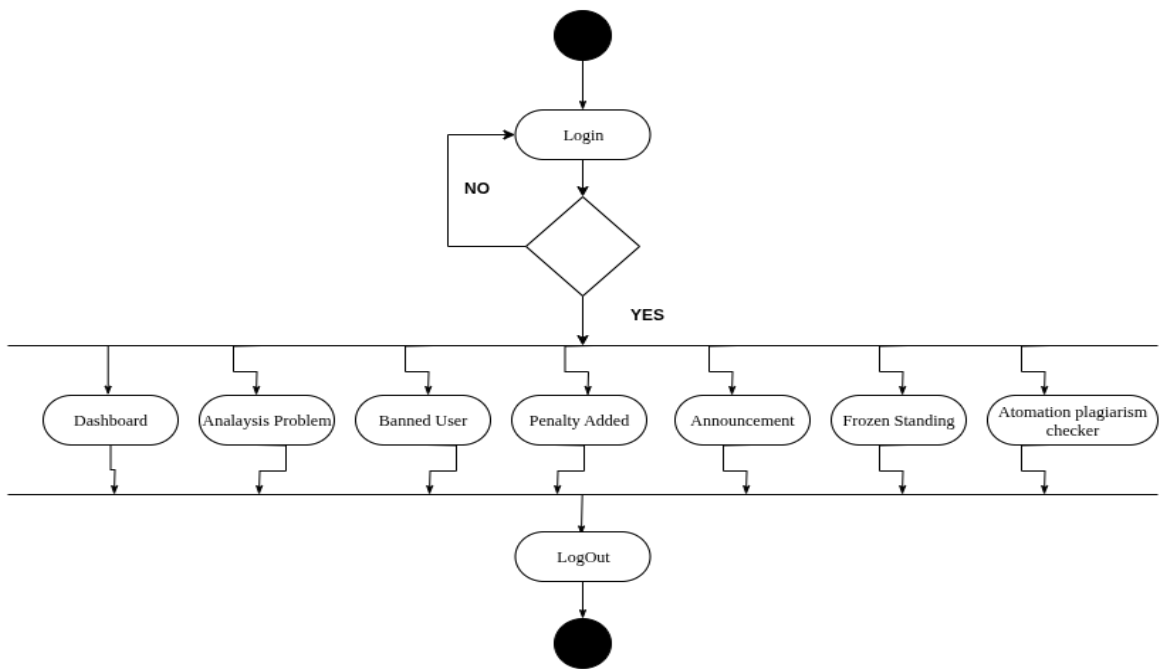 Login
NO
YES
Dashboard
Analaysis Problem
Banned User
Penalty Added
Announcement
Frozen Standing
Atomation plagiarism
checker
LogOut